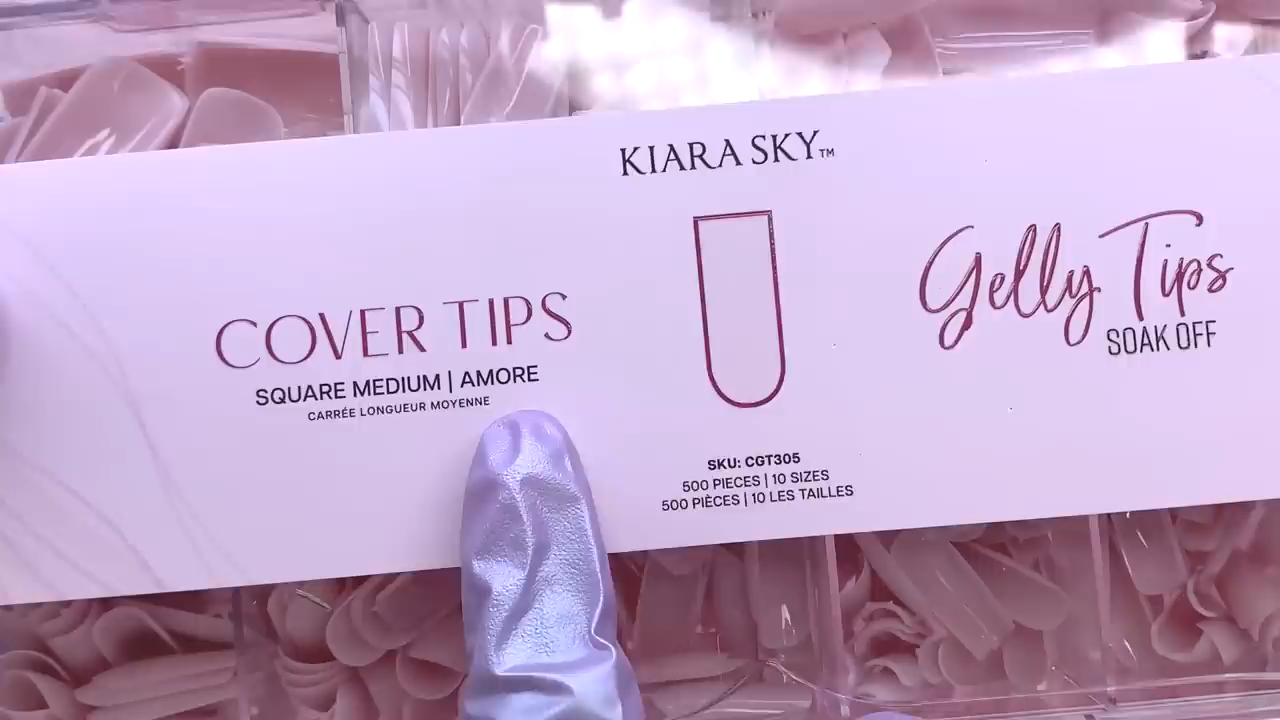 KIARA SKY™
COVER TIPS
SQUARE MEDIUM | AMORE
CARRÉE LONGUEUR MOYENNE
Gelly Tips
SOAK OFF
SKU: CGT305
500 PIECES | 10 SIZES
500 PIÈCES | 10 LES TAILLES